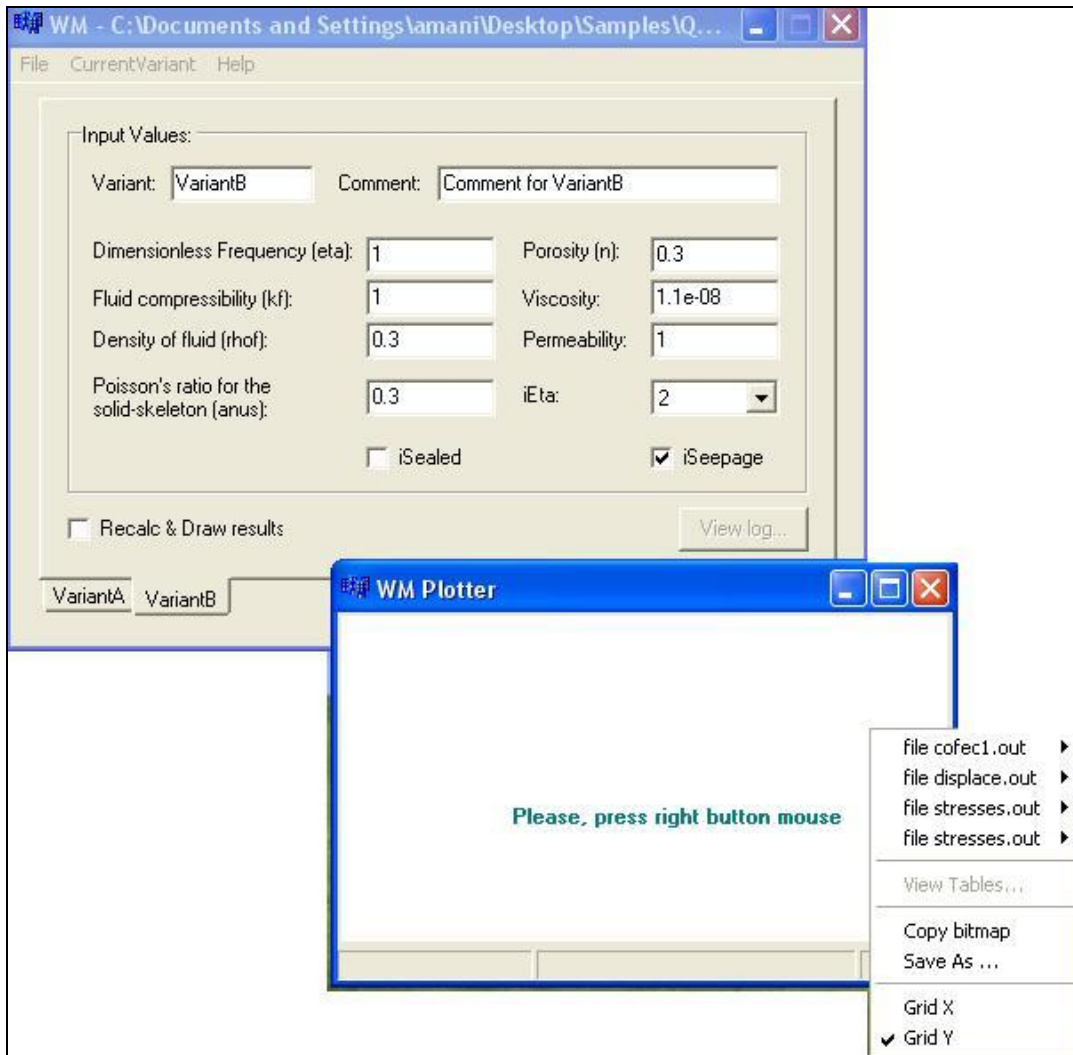 WM - C:\Documents and Settings\amani\Desktop\Samples\Q...
File CurrentVariant Help
Input Values:
Variant: VariantB Comment: Comment for VariantB
Dimensionless Frequency (eta): 1 Porosity (n): 0.3
Fluid compressibility (kf): 1 Viscosity: 1.1e-08
Density of fluid (rhof): 0.3 Permeability: 1
Poisson's ratio for the
solid-skeleton (anus): 0.3 iEta: 2
iSealed iSeepage
Recalc & Draw results View log...
VariantA VariantB
WM Plotter
Please, press right button mouse
file cofec1.out
file displace.out
file stresses.out
file stresses.out
View Tables...
Copy bitmap
Save As ...
Grid X
Grid Y